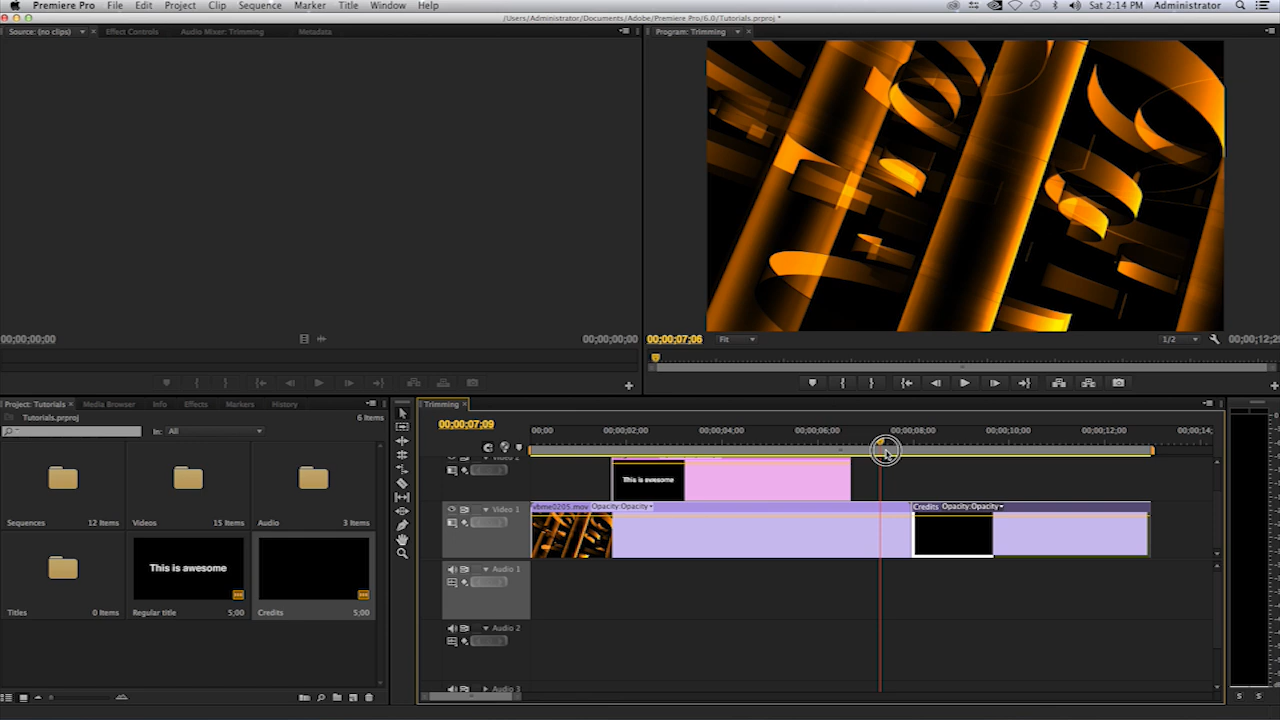 Premiere Pro File Edit Project Clip Sequence Marker Title Window Help Sat 2:14 PM Administrator
/Users/Administrator/Documents/Adobe/Premiere Pro/6.0/Tutorials.prproj *
Source: (no clips) Effect Controls Audio Mixer: Trimming Metadata Program: Trimming
00;00;00;00 00;00;00;00 00;00;07;06 Fit 1/2
Project: Tutorials Media Browser Info Effects Markers History Trimming
Tutorials.prproj 6 Items
In: All
00;00;07;09
00;00 00;00;02;00 00;00;04;00 00;00;06;00 00;00;08;00 00;00;10;00 00;00;12;00 00;00;14;
This is awesome
Video 1 vbme0205.mov Opacity:Opacity Credits Opacity:Opacity
Sequences 12 Items Videos 15 Items Audio 3 Items
This is awesome
Audio 1
Titles 0 Items Regular title 5;00 Credits 5;00
Audio 2
Audio 3
S S